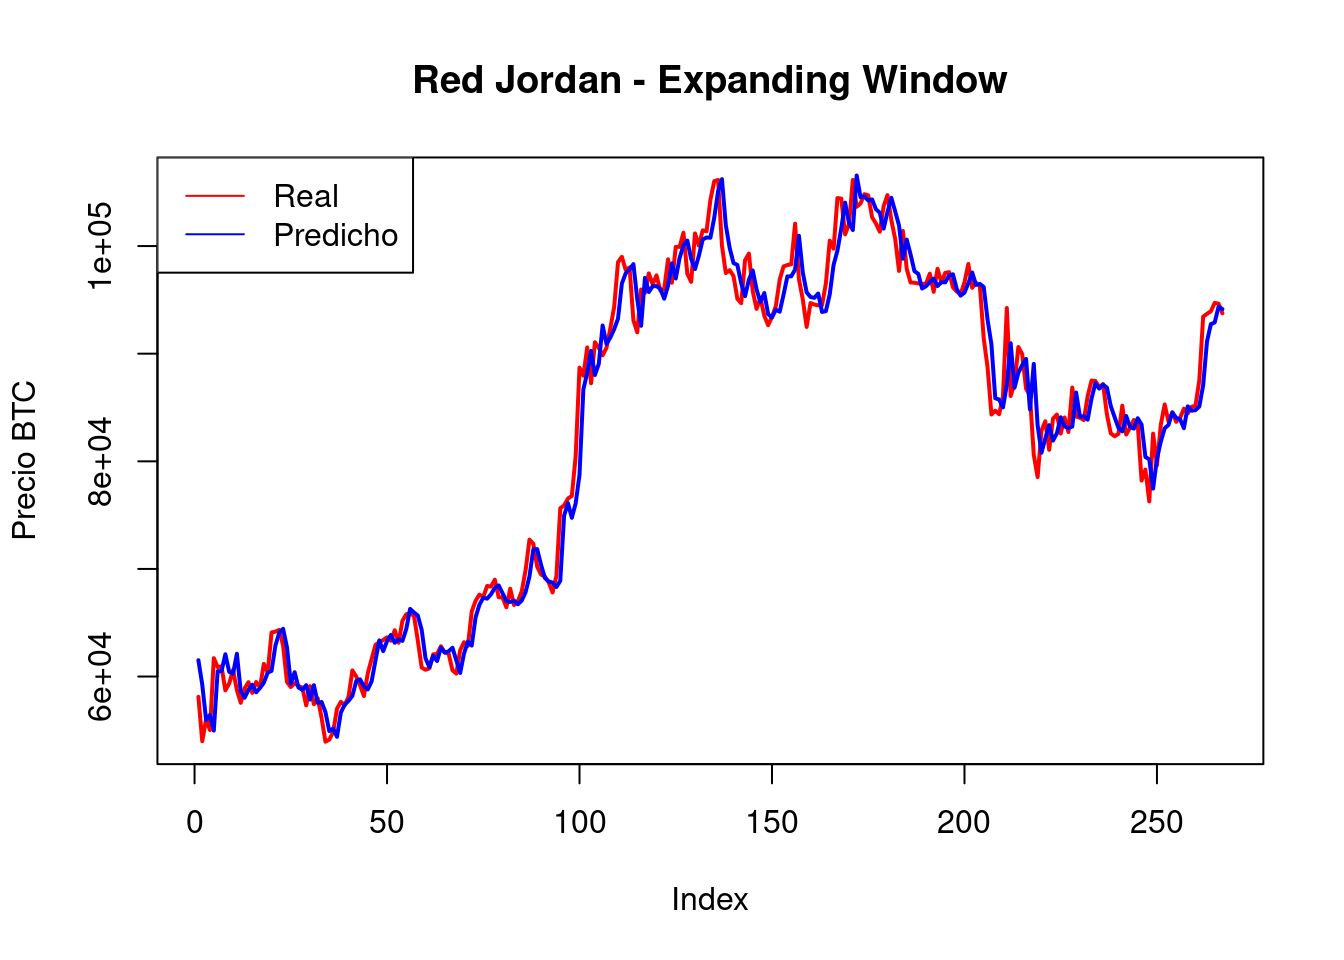 Red Jordan - Expanding Window
Real
Predicho
Precio BTC
1e+05
8e+04
6e+04
0 50 100 150 200 250
Index